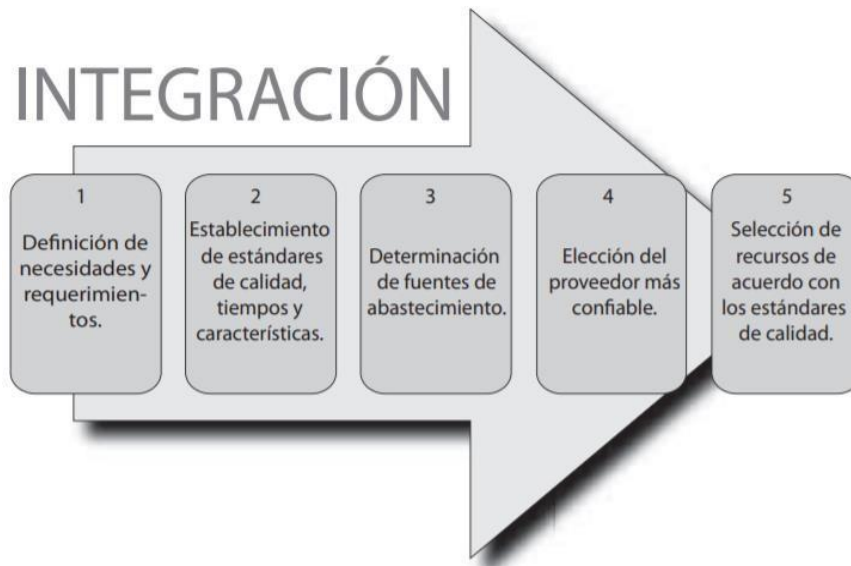 INTEGRACIÓN
1
Definición de
necesidades y
requerimien-
tos.
2
Establecimiento
de estándares
de calidad,
tiempos y
características.
3
Determinación
de fuentes de
abastecimiento.
4
Elección del
proveedor más
confiable.
5
Selección de
recursos de
acuerdo con
los estándares
de calidad.